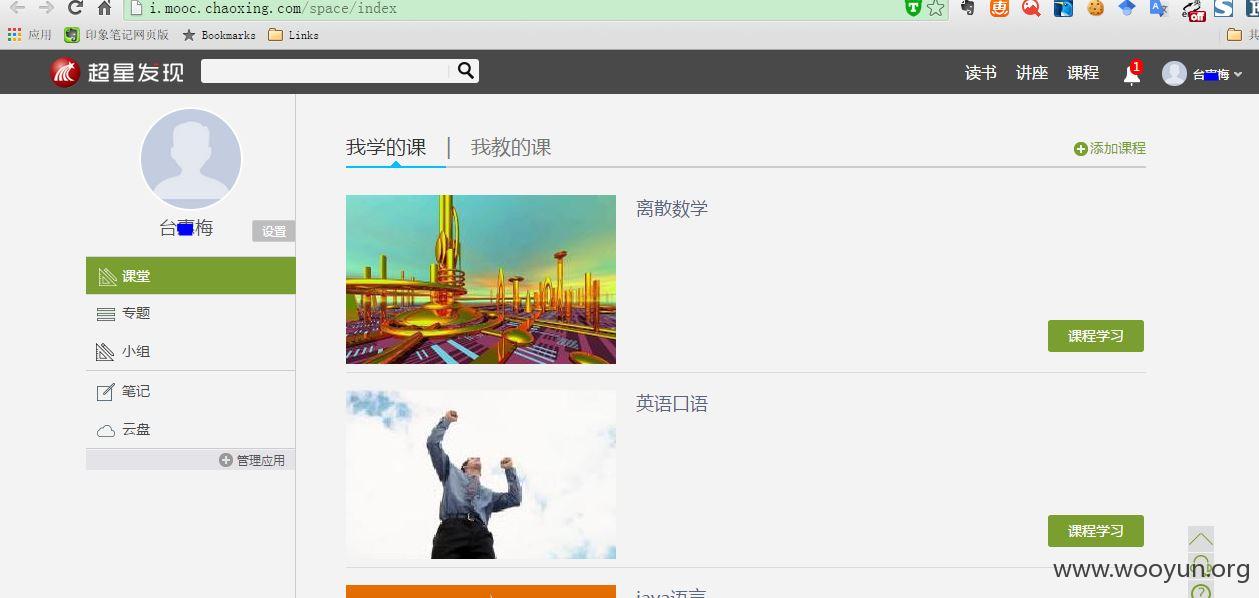 i.mooc.chaoxing.com/space/index
应用 印象笔记网页版 Bookmarks Links
超星发现 读书 讲座 课程 1 台 梅
我学的课 | 我教的课 添加课程
台 梅 设置
离散数学
课堂
专题
小组
课程学习
笔记
英语口语
云盘
管理应用
课程学习
www.wooyun.org
java语言